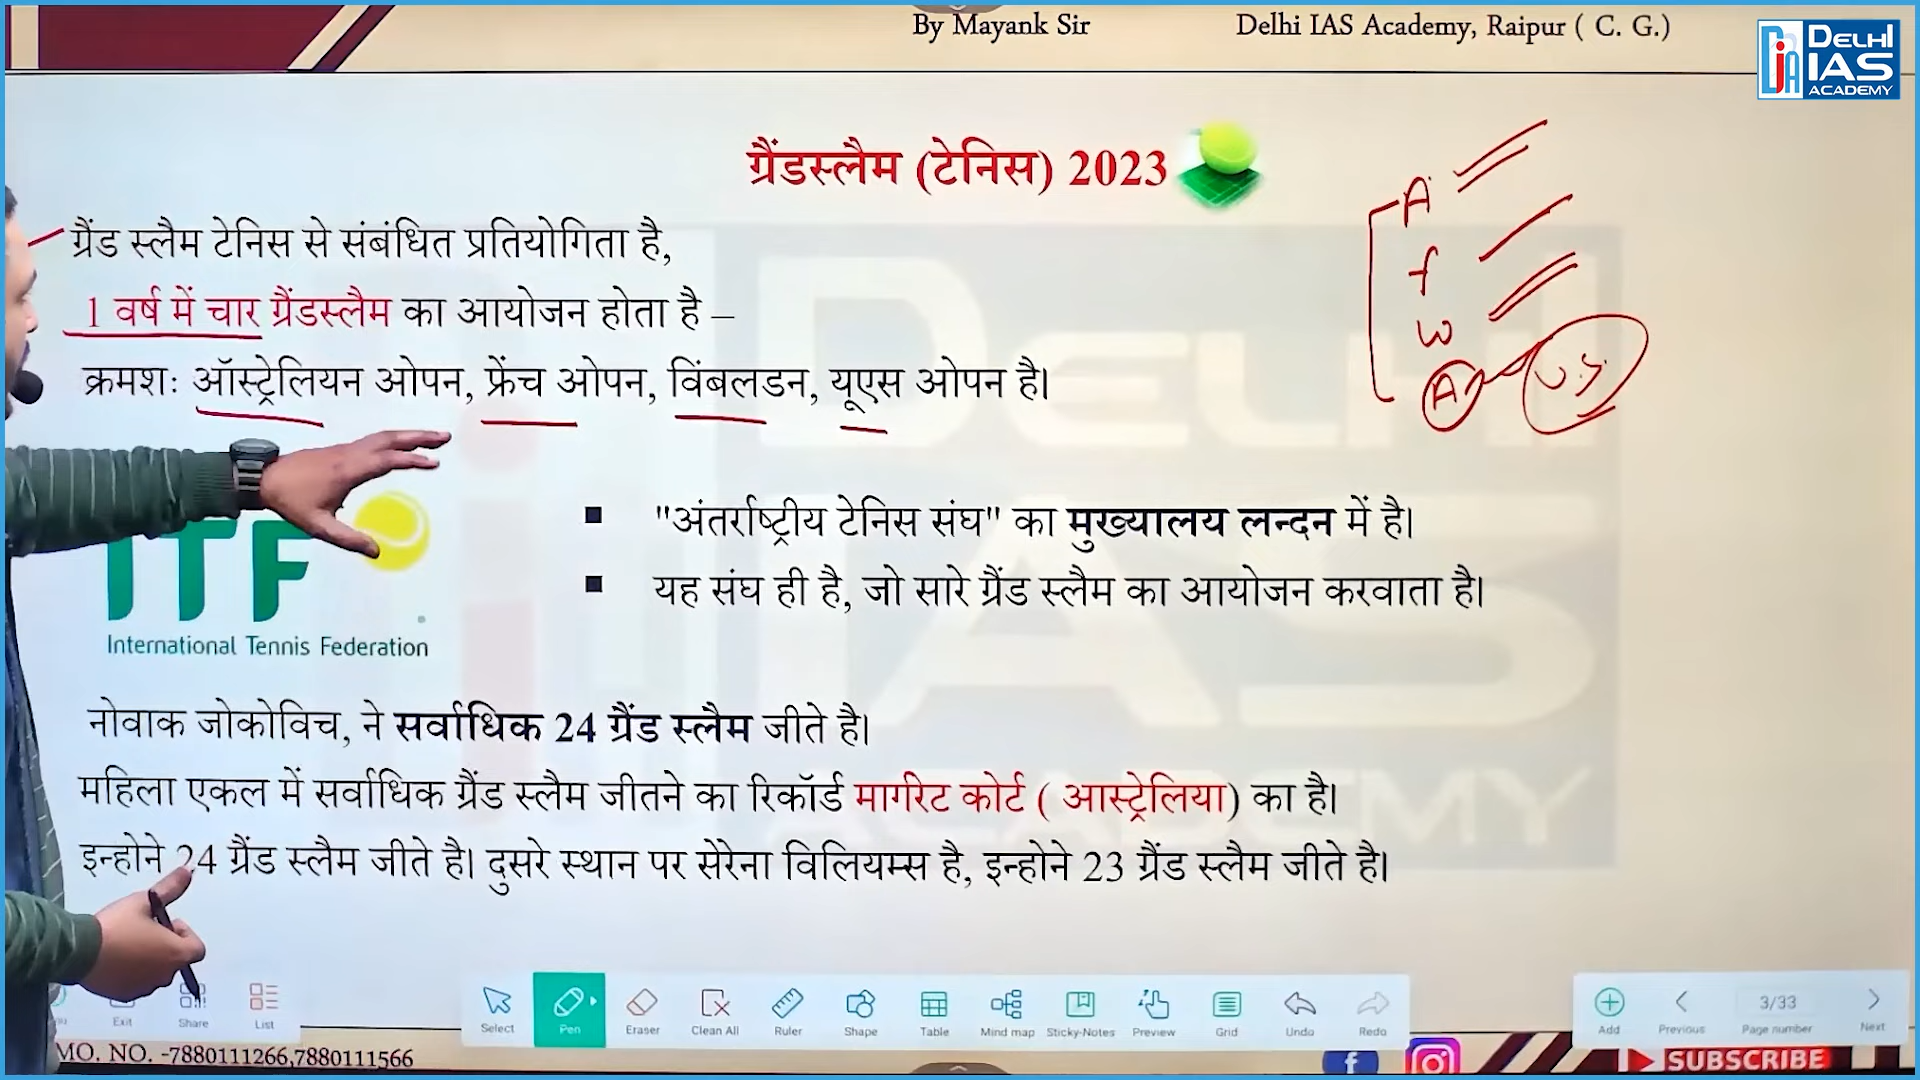 By Mayank Sir
Delhi IAS Academy, Raipur ( C. G.)
DELHI
IAS
ACADEMY
ग्रैंडस्लैम (टेनिस) 2023
ग्रैंड स्लैम टेनिस से संबंधित प्रतियोगिता है,
1 वर्ष में चार ग्रैंडस्लैम का आयोजन होता है –
क्रमशः ऑस्ट्रेलियन ओपन, फ्रेंच ओपन, विंबलडन, यूएस ओपन है।
A
f
W
A
U.S.
ITF
International Tennis Federation
▪ "अंतर्राष्ट्रीय टेनिस संघ" का मुख्यालय लन्दन में है।
▪ यह संघ ही है, जो सारे ग्रैंड स्लैम का आयोजन करवाता है।
नोवाक जोकोविच, ने सर्वाधिक 24 ग्रैंड स्लैम जीते है।
महिला एकल में सर्वाधिक ग्रैंड स्लैम जीतने का रिकॉर्ड मार्गरेट कोर्ट ( आस्ट्रेलिया) का है।
इन्होने 24 ग्रैंड स्लैम जीते है। दुसरे स्थान पर सेरेना विलियम्स है, इन्होने 23 ग्रैंड स्लैम जीते है।
DELHI
IAS
ACADEMY
Exit Share List Select Pen Eraser Clean All Ruler Shape Table Mind map Sticky-Notes Preview Grid Undo Redo Add Previous 3/33 Page number Next
MO. NO. -7880111266,7880111566
SUBSCRIBE